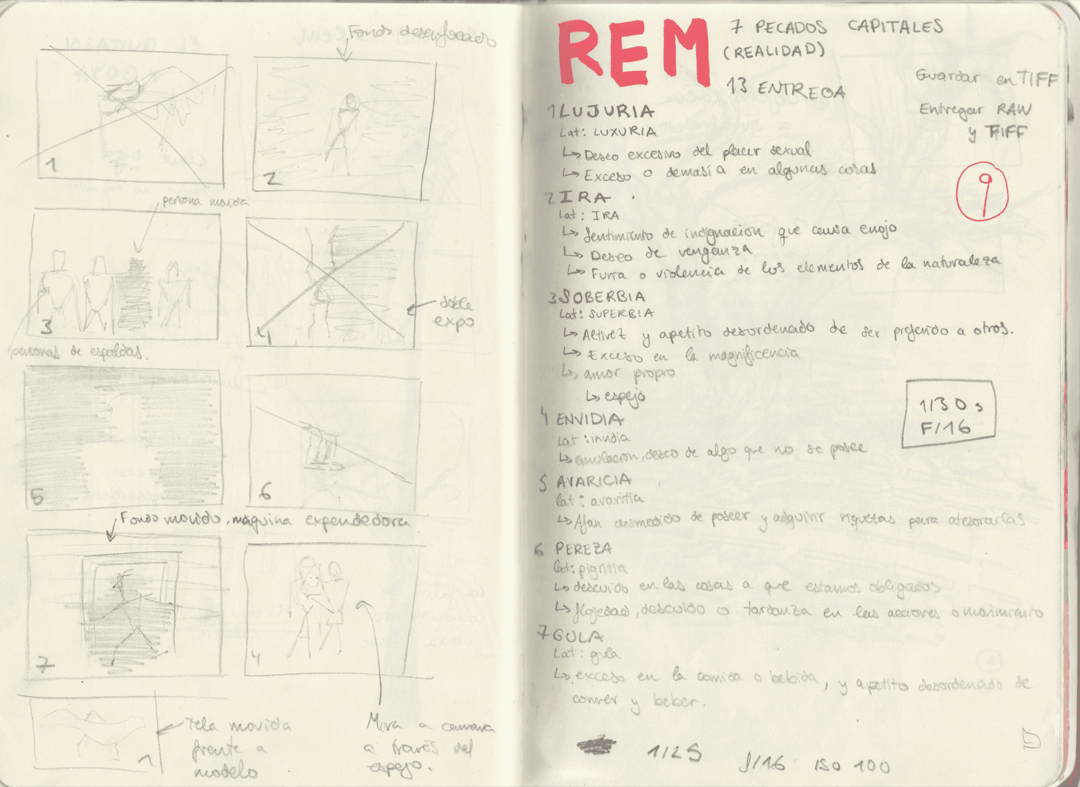 Fondo desenfocado
1
2
persona movida
3
personas de espaldas.
4
doble
expo
5
6
Fondo movido, maquina expendedora
7
4
1
Tela movida
frente a
modelo
Mira a camara
a través del
espejo.
REM
7 PECADOS CAPITALES
(REALIDAD)
13 ENTREGA
Guardar en TIFF
Entregar RAW
y TIFF
9
1 LUJURIA
Lat: LUXURIA
↳ Deseo excesivo del placer sexual
↳ Exceso o demasía en algunas cosas
2 IRA
Lat: IRA
↳ Sentimiento de indignacion que causa enojo
↳ Deseo de venganza
↳ Furia o violencia de los elementos de la naturaleza
3 SOBERBIA
Lat: SUPERBIA
↳ Altivez y apetito desordenado de ser preferido a otros.
↳ Exceso en la magnificencia
↳ amor propio
↳ espejo
4 ENVIDIA
Lat: invidia
↳ emulacion, deseo de algo que no se posee
1/30 s
F/16
5 AVARICIA
Lat: avaritia
↳ Afan desmedido de poseer y adquirir riquezas para atesorarlas
6 PEREZA
Lat: pigritia
↳ descuido en las cosas a que estamos obligados
↳ flojedad, descuido o tardanza en las acciones o movimiento
7 GULA
Lat: gula
↳ exceso en la comida o bebida, y apetito desordenado de
comer y beber.
1/25 f/16 ISO 100